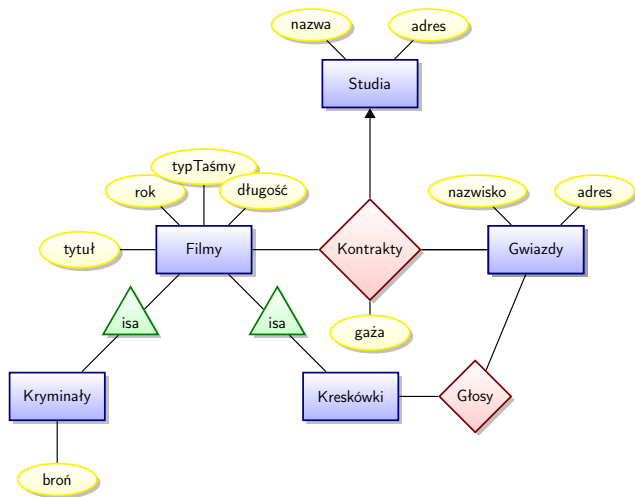 nazwa
adres
Studia
typTaśmy
rok
długość
nazwisko
adres
tytuł
Filmy
Kontrakty
Gwiazdy
isa
isa
gaża
Kryminały
Kreskówki
Głosy
broń